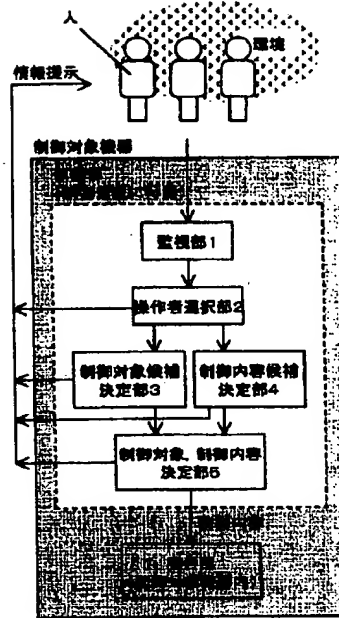 人
環境
情報提示
制御対象機器
監視部1
操作者選択部2
制御対象候補
決定部3
制御内容候補
決定部4
制御対象、制御内容
決定部5